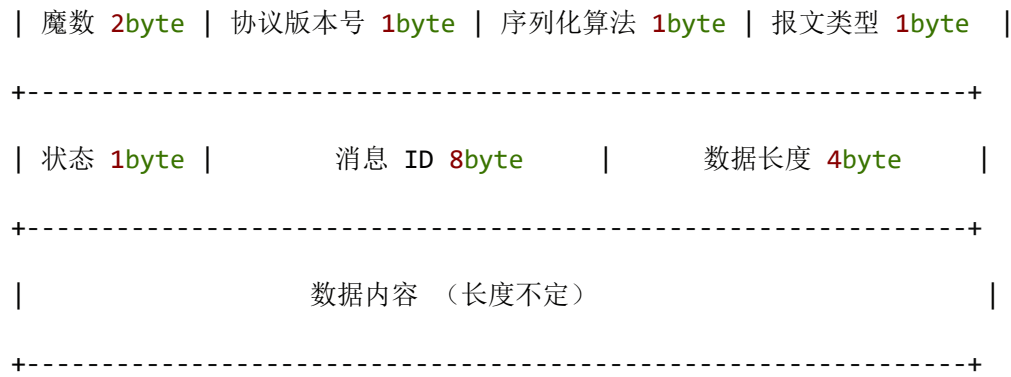 | 魔数 2byte | 协议版本号 1byte | 序列化算法 1byte | 报文类型 1byte  |
+---------------------------------------------------------------+
| 状态 1byte |        消息 ID 8byte     |      数据长度 4byte     |
+---------------------------------------------------------------+
|                   数据内容 （长度不定）                          |
+---------------------------------------------------------------+